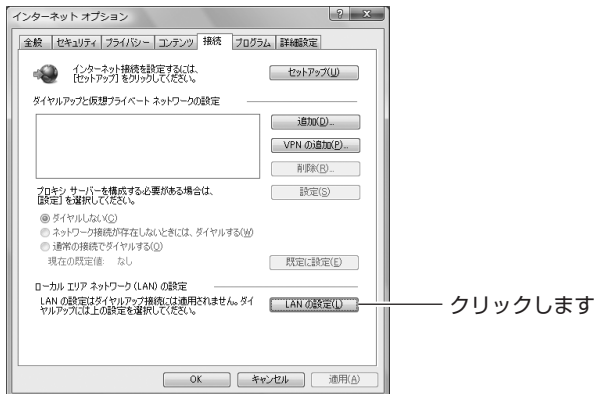 インターネット オプション
全般 セキュリティ プライバシー コンテンツ 接続 プログラム 詳細設定
インターネット接続を設定するには、
[セットアップ] をクリックしてください。
セットアップ(U)
ダイヤルアップと仮想プライベート ネットワークの設定
追加(D)...
VPN の追加(P)...
削除(R)...
プロキシ サーバーを構成する必要がある場合は、
[設定] を選択してください。
設定(S)
ダイヤルしない(C)
ネットワーク接続が存在しないときには、ダイヤルする(W)
通常の接続でダイヤルする(O)
現在の既定値: なし
既定に設定(E)
ローカル エリア ネットワーク (LAN) の設定
LAN の設定はダイヤルアップ接続には適用されません。ダイ
ヤルアップには上の設定を選択してください。
LAN の設定(L)
クリックします
OK キャンセル 適用(A)